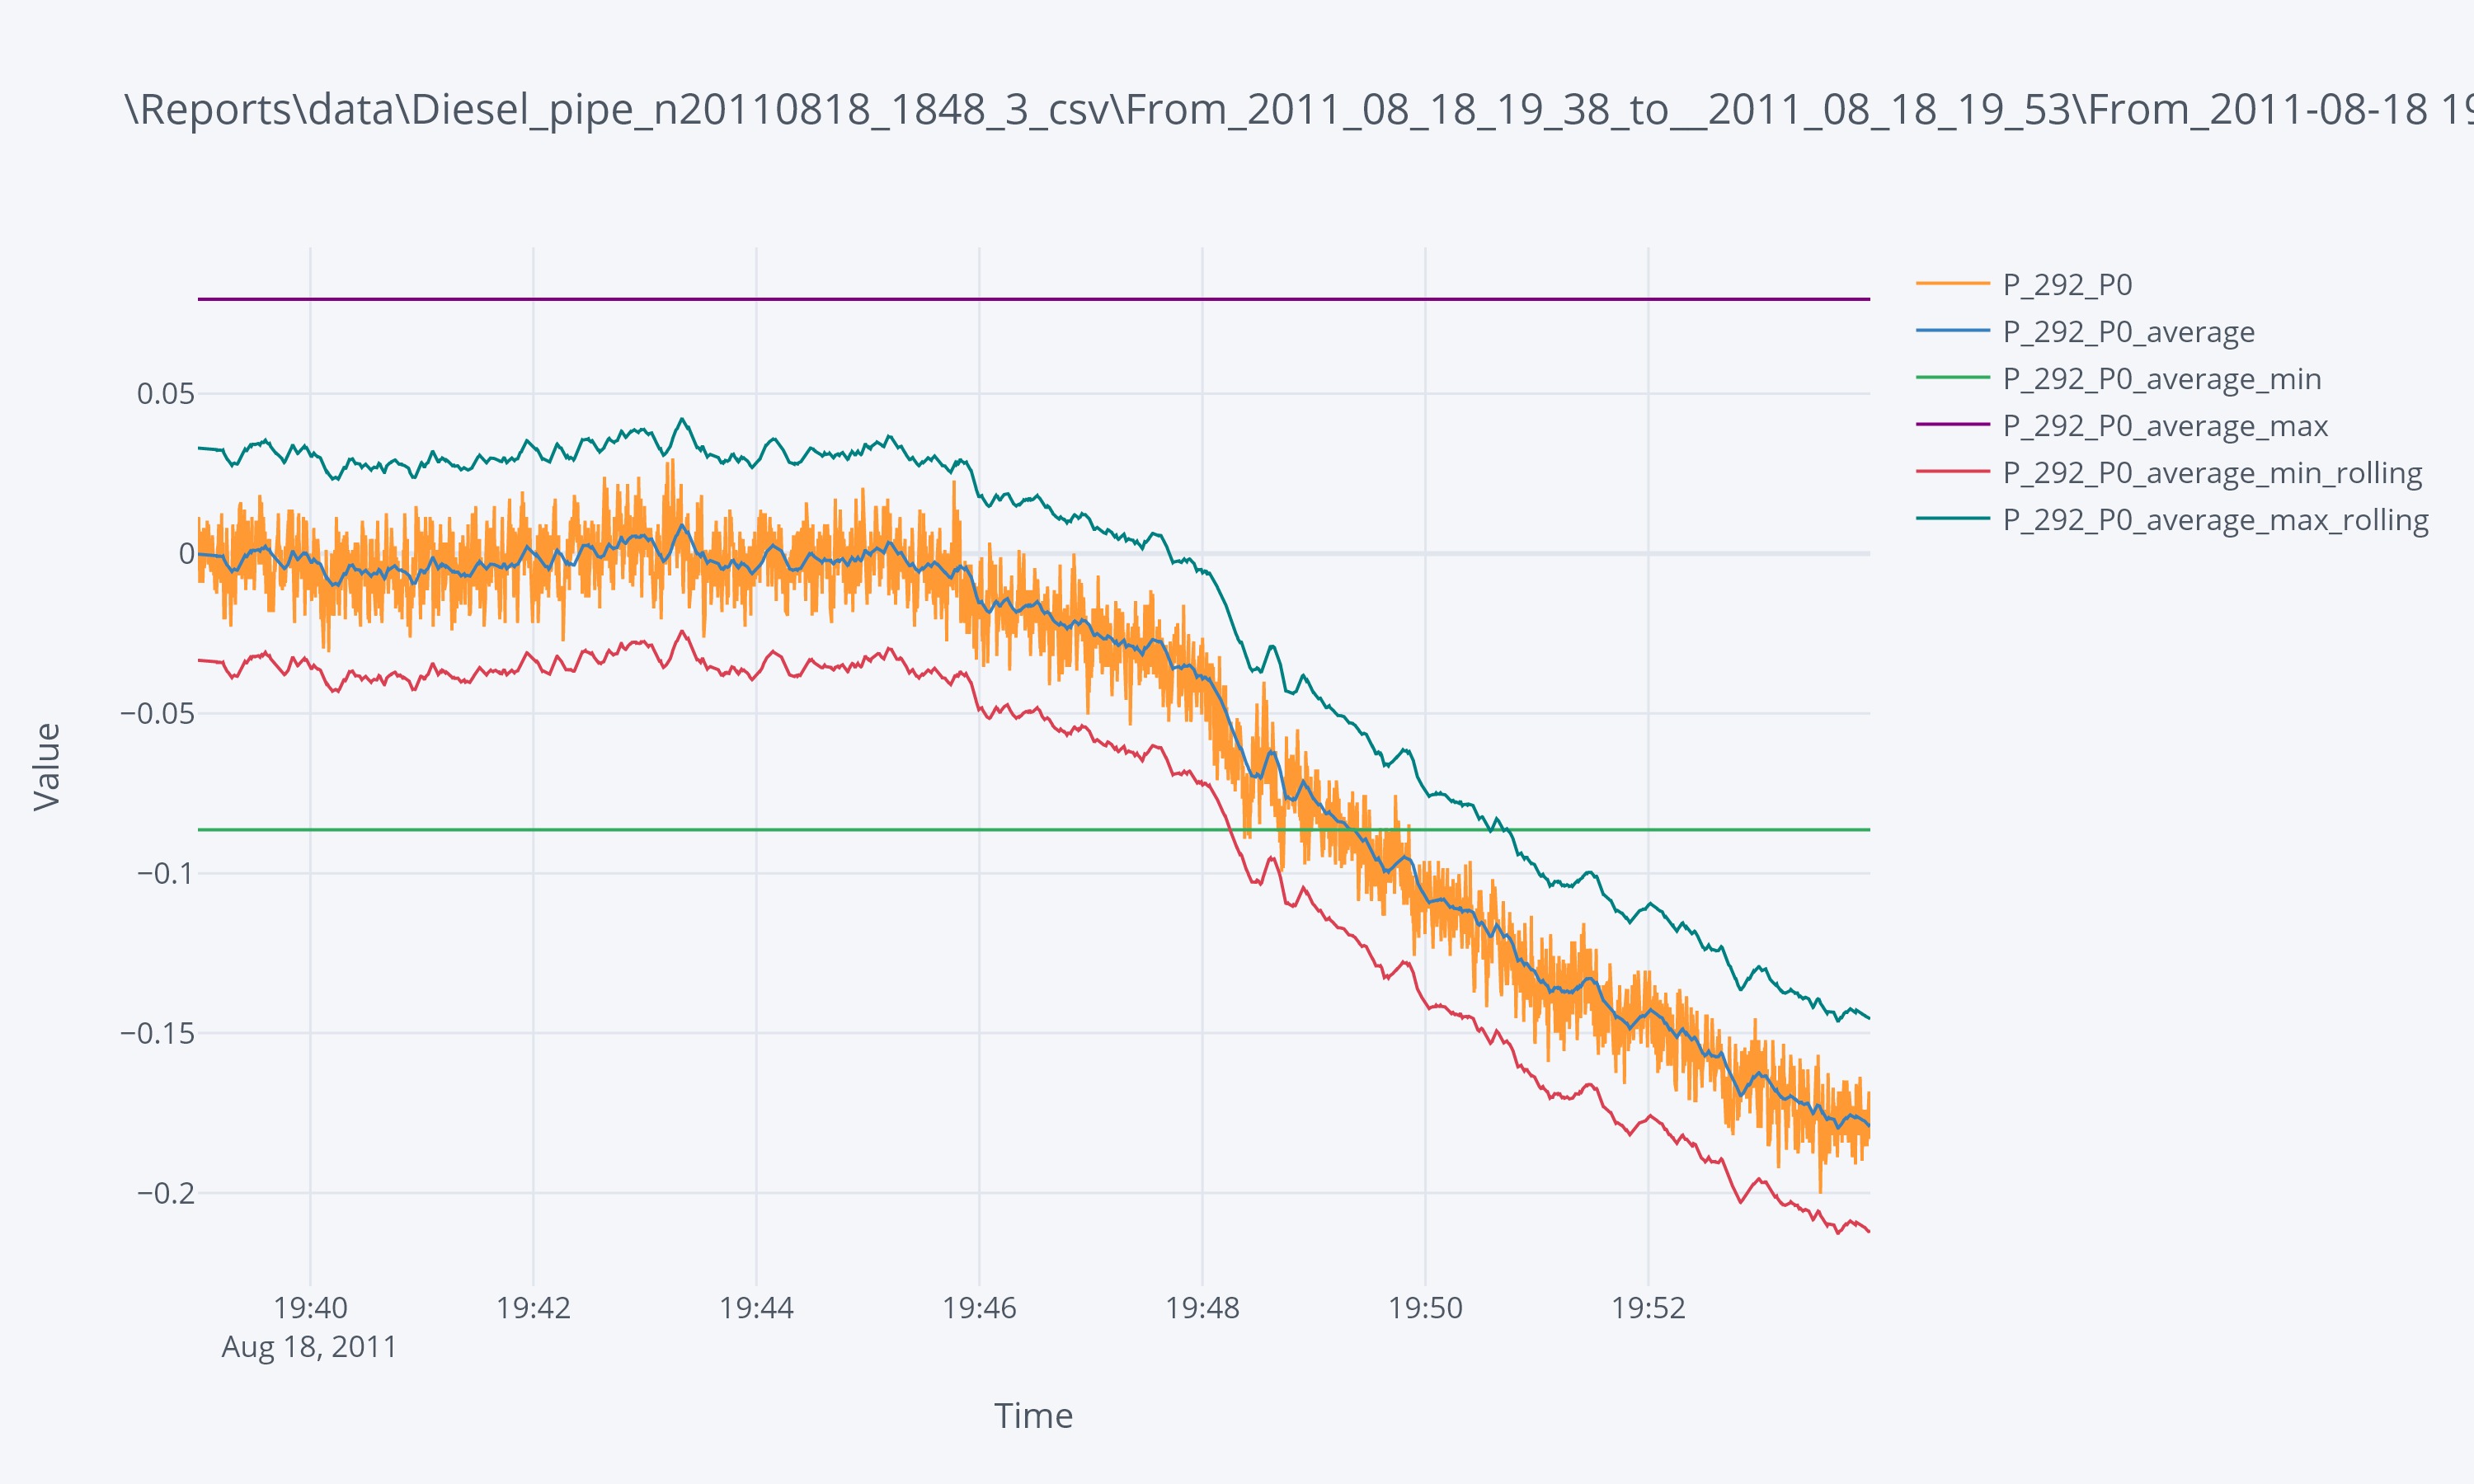 \Reports\data\Diesel_pipe_n20110818_1848_3_csv\From_2011_08_18_19_38_to__2011_08_18_19_53\From_2011-08-18 19
P_292_P0
P_292_P0_average
P_292_P0_average_min
P_292_P0_average_max
P_292_P0_average_min_rolling
P_292_P0_average_max_rolling
0.05
0
−0.05
−0.1
−0.15
−0.2
Value
19:40
19:42
19:44
19:46
19:48
19:50
19:52
Aug 18, 2011
Time